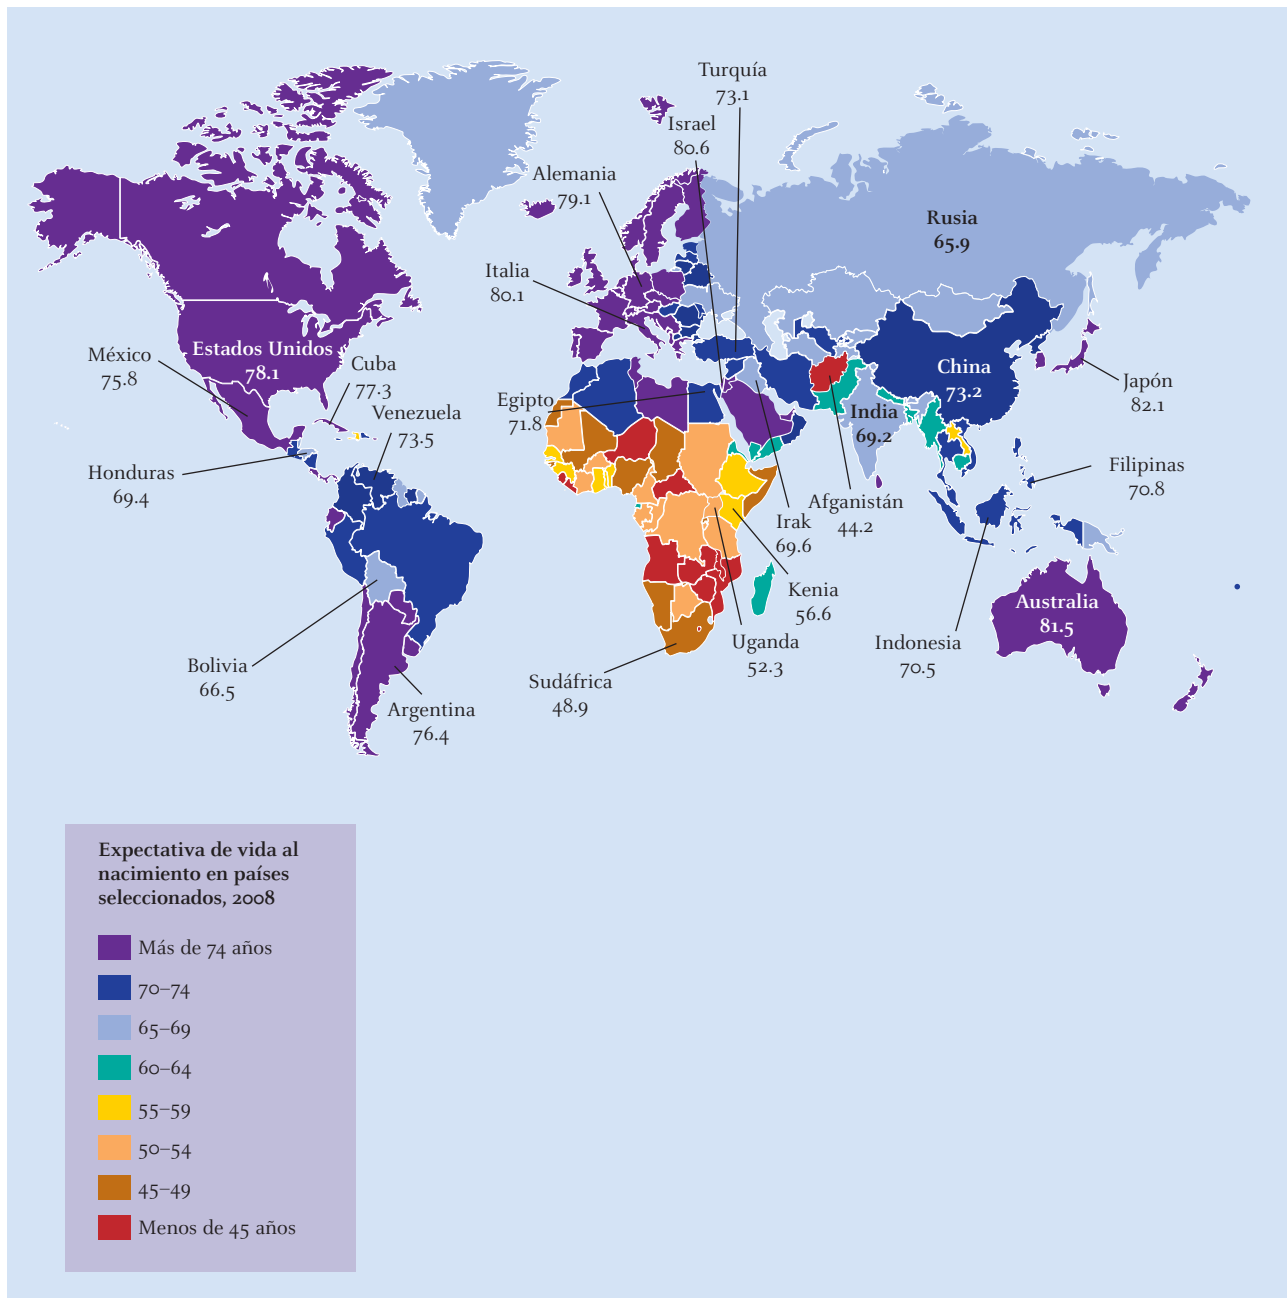 Turquía
73.1
Israel
80.6
Alemania
79.1
Rusia
65.9
Italia
80.1
México
75.8
Estados Unidos
78.1
Cuba
77.3
China
73.2
Japón
82.1
Egipto
71.8
Venezuela
73.5
India
69.2
Honduras
69.4
Filipinas
70.8
Afganistán
44.2
Irak
69.6
Kenia
56.6
Australia
81.5
Uganda
52.3
Indonesia
70.5
Bolivia
66.5
Sudáfrica
48.9
Argentina
76.4
Expectativa de vida al
nacimiento en países
seleccionados, 2008
Más de 74 años
70–74
65–69
60–64
55–59
50–54
45–49
Menos de 45 años